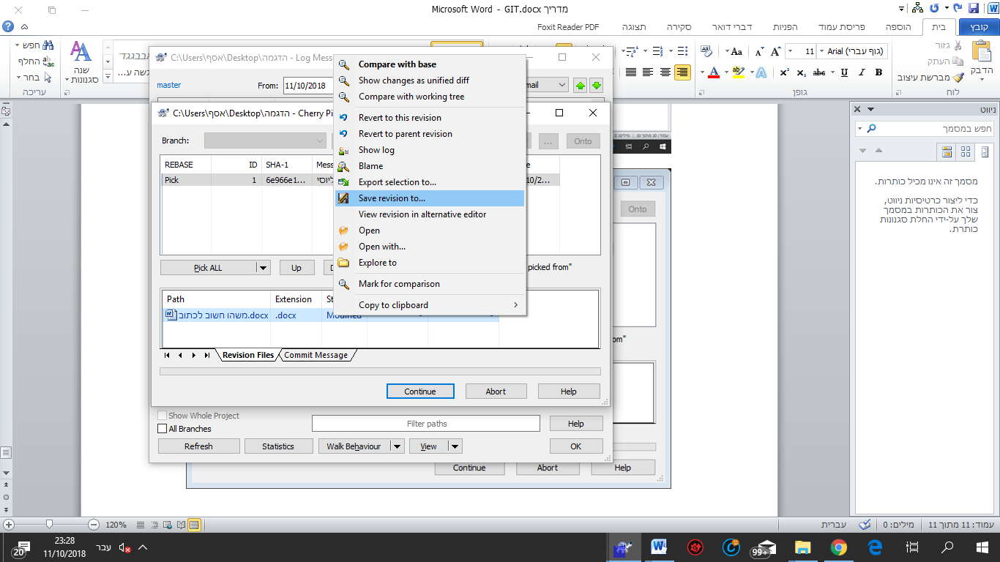 Microsoft Word - GIT.docx מדריך
קובץ
בית
הוספה
פריסת עמוד
הפניות
דברי דואר
סקירה
תצוגה
Foxit Reader PDF
הדבק
גזור
העתק
מברשת עיצוב
לוח
Arial (גוף עברי)
11
גופן
שנה
סגנונות
חפש
החלף
בחר
עריכה
C:\Users\אסף\Desktop\הדגמה - Log Mess
master
From:
11/10/2018
mail
C:\Users\אסף\Desktop\הדגמה - Cherry Pi
Branch:
...
Onto
REBASE
ID
SHA-1
Mess
Pick
1
6e966e1...
ליוסי
10/2...
Pick ALL
Up
picked from"
Path
Extension
St
משהו חשוב לכתוב.docx
.docx
Modified
Revision Files
Commit Message
Continue
Abort
Help
Compare with base
Show changes as unified diff
Compare with working tree
Revert to this revision
Revert to parent revision
Show log
Blame
Export selection to...
Save revision to...
View revision in alternative editor
Open
Open with...
Explore to
Mark for comparison
Copy to clipboard
Show Whole Project
All Branches
Filter paths
Help
Refresh
Statistics
Walk Behaviour
View
OK
Onto
om"
Continue
Abort
Help
ניווט
חפש במסמך
מסמך זה אינו מכיל כותרות.
כדי ליצור כרטיסיות ניווט,
צור את הכותרות במסמך
שלך על-ידי החלת סגנונות
כותרת.
עמוד: 11 מתוך 11
מילים: 0
עברית
120%
99+
עבר
23:28
11/10/2018
20